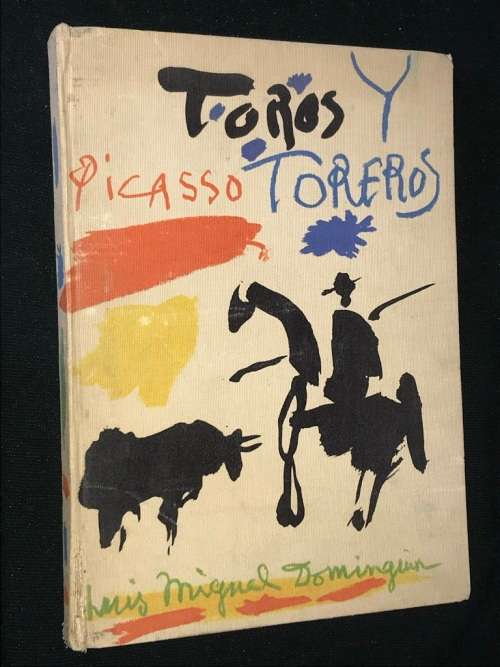 TOROS Y
PICASSO TOREROS
Luis Miguel Dominguin